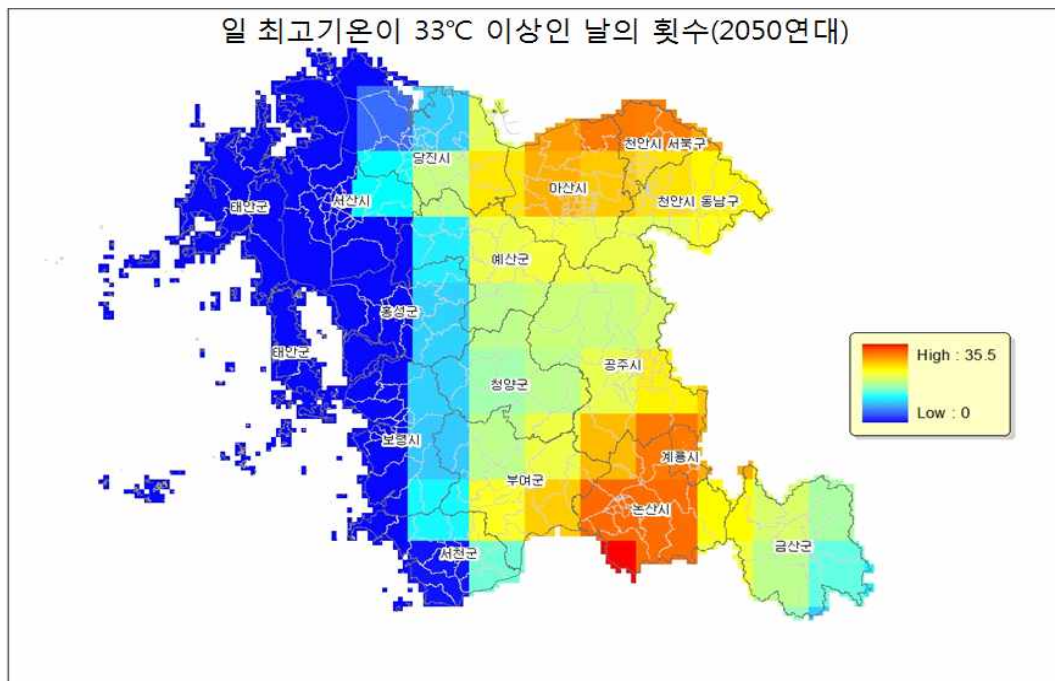 일 최고기온이 33℃ 이상인 날의 횟수(2050연대)
천안시 서북구
당진시
아산시
서산시
천안시 동남구
태안군
예산군
홍성군
태안군
공주시
청양군
보령시
계룡시
부여군
논산시
서천군
금산군
High : 35.5
Low : 0